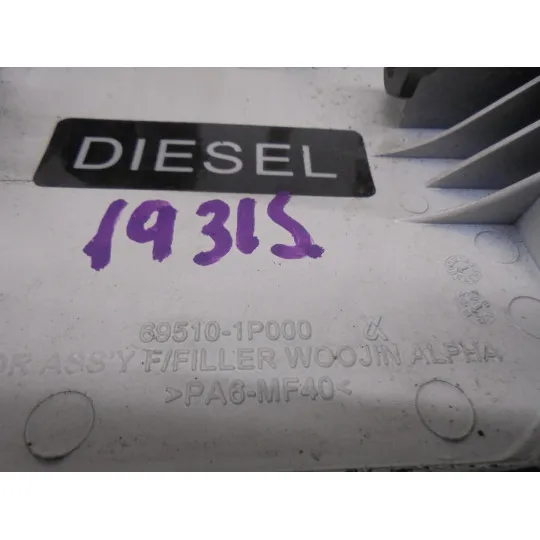 DIESEL
19315
69510-1P000
OR ASS'Y F/FILLER WOOJIN ALPHA
>PA6-MF40<